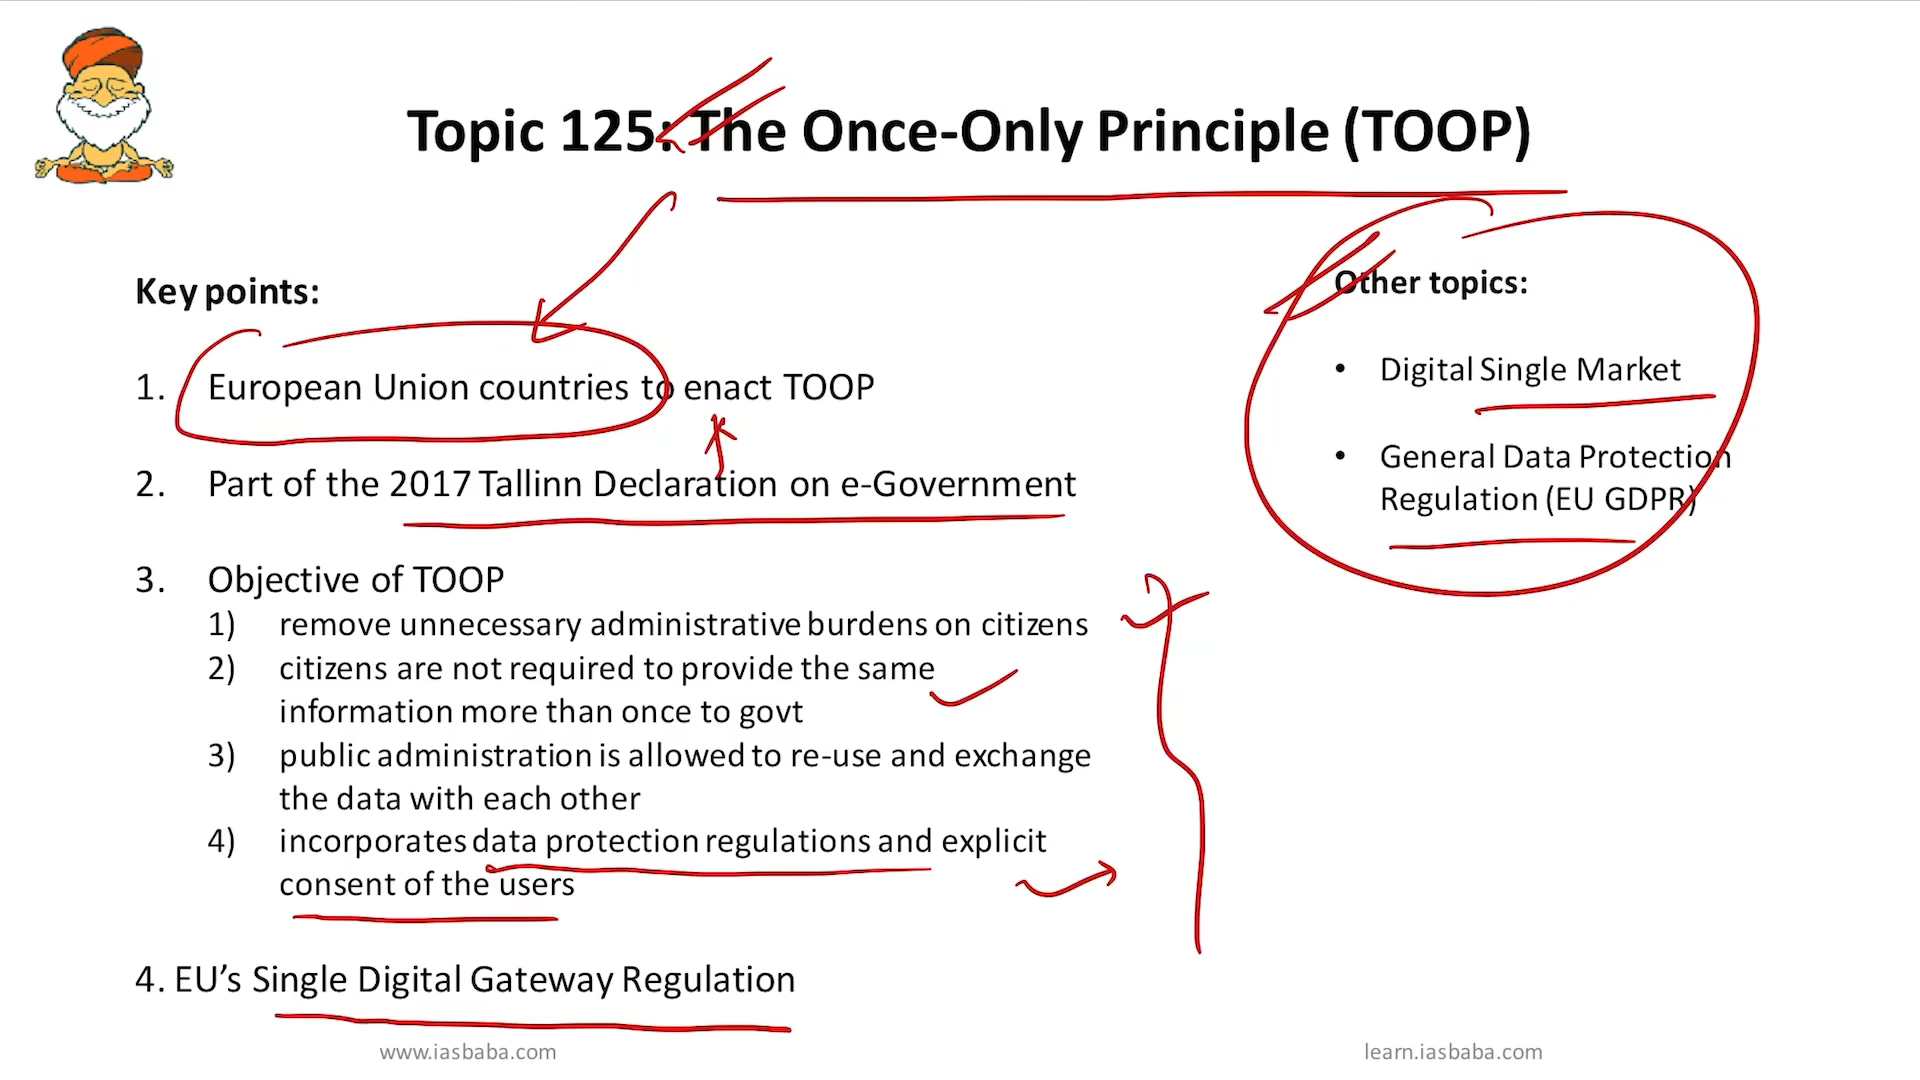 Topic 125: The Once-Only Principle (TOOP)
Key points:
1. European Union countries to enact TOOP
2. Part of the 2017 Tallinn Declaration on e-Government
3. Objective of TOOP
1) remove unnecessary administrative burdens on citizens
2) citizens are not required to provide the same
information more than once to govt
3) public administration is allowed to re-use and exchange
the data with each other
4) incorporates data protection regulations and explicit
consent of the users
4. EU’s Single Digital Gateway Regulation
Other topics:
• Digital Single Market
• General Data Protection
Regulation (EU GDPR)
www.iasbaba.com
learn.iasbaba.com